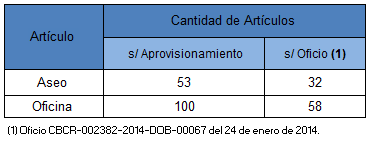 Artículo Cantidad de Artículos
s/ Aprovisionamiento s/ Oficio (1)
Aseo 53 32
Oficina 100 58
(1) Oficio CBCR-002382-2014-DOB-00067 del 24 de enero de 2014.